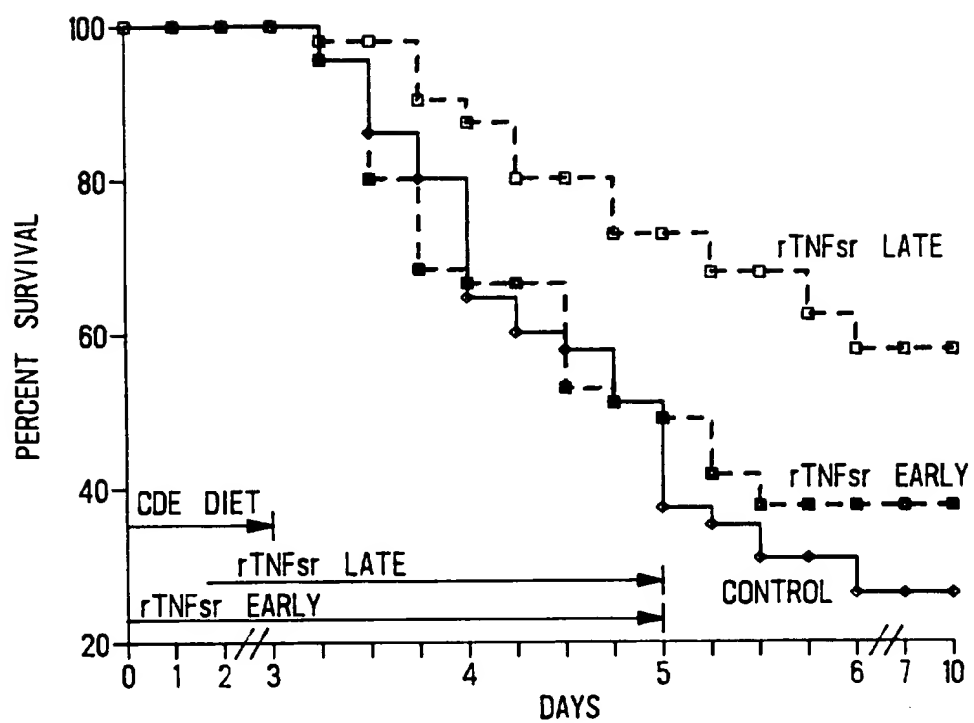 100
80
60
40
20
PERCENT SURVIVAL
rTNFsr LATE
rTNFsr EARLY
CONTROL
CDE DIET
rTNFsr LATE
rTNFsr EARLY
0 1 2 3 4 5 6 7 10
DAYS